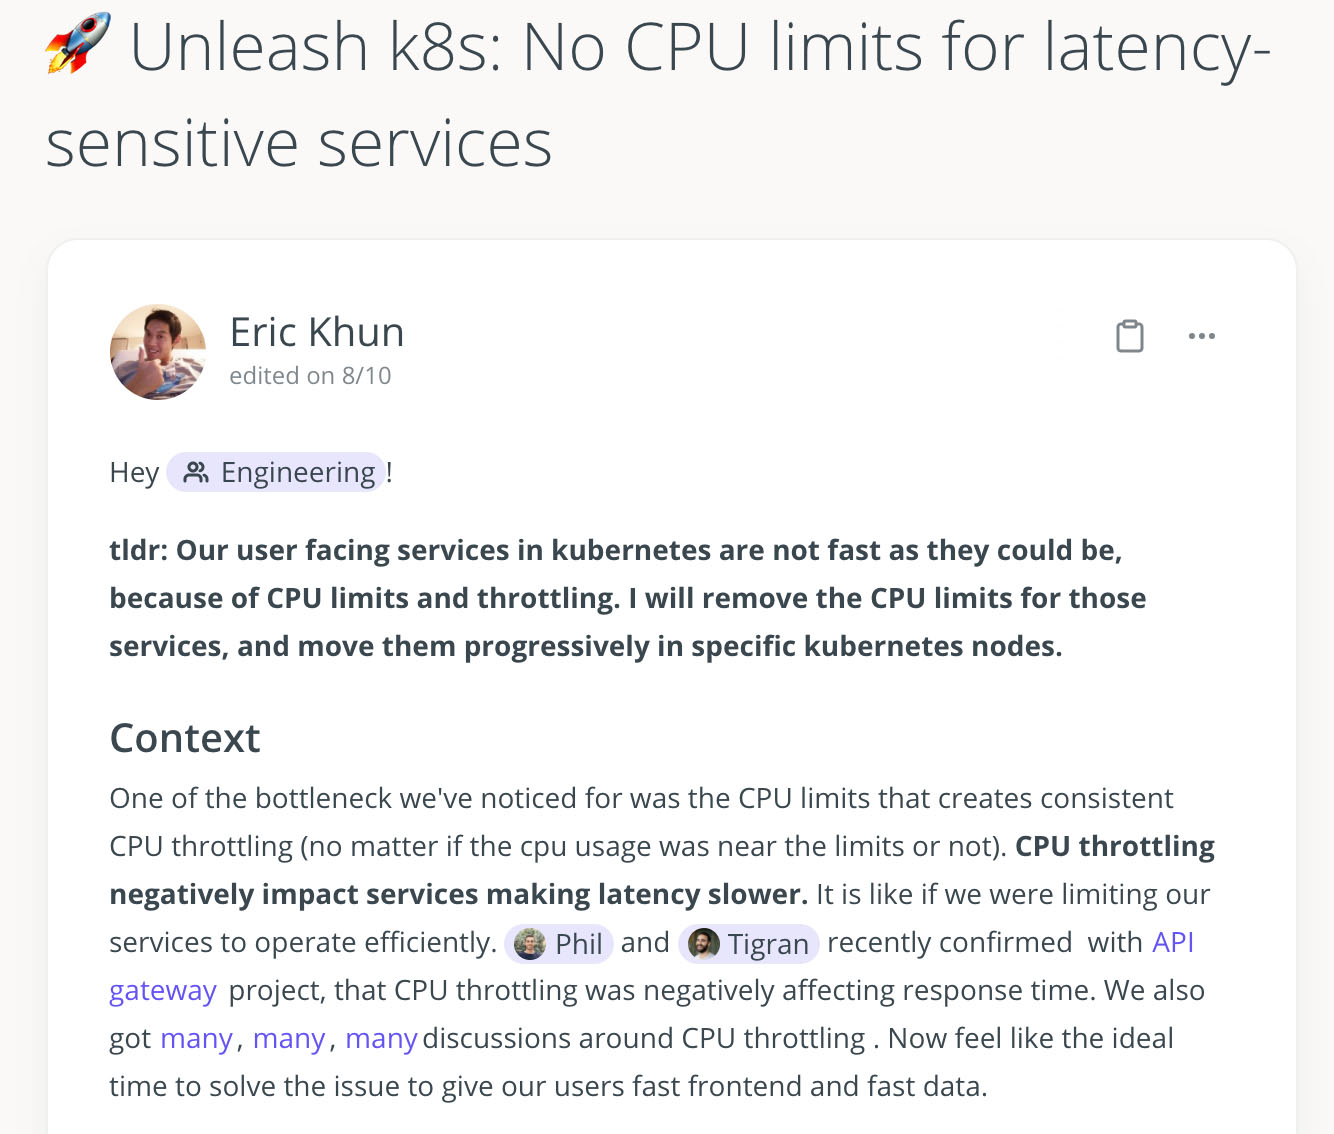 🚀 Unleash k8s: No CPU limits for latency-
sensitive services
Eric Khun
edited on 8/10
Hey Engineering!
tldr: Our user facing services in kubernetes are not fast as they could be,
because of CPU limits and throttling. I will remove the CPU limits for those
services, and move them progressively in specific kubernetes nodes.
Context
One of the bottleneck we've noticed for was the CPU limits that creates consistent
CPU throttling (no matter if the cpu usage was near the limits or not). CPU throttling
negatively impact services making latency slower. It is like if we were limiting our
services to operate efficiently. Phil and Tigran recently confirmed with API
gateway project, that CPU throttling was negatively affecting response time. We also
got many, many, many discussions around CPU throttling . Now feel like the ideal
time to solve the issue to give our users fast frontend and fast data.